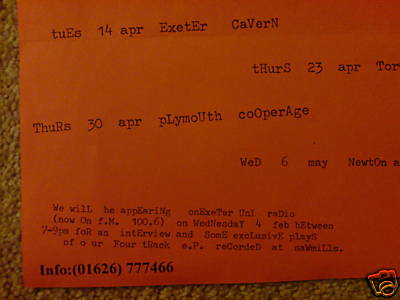 tuEs 14 apr ExetEr CaVerN
tHurS 23 apr Tor
ThuRs 30 apr pLymoUth coOperAge
WeD 6 may NewtOn a
We wilL be appEaRing onExeTer UnI raDio
(now On f.M. 100.6) on WedNesdaY 4 feb bEtween
7-9pm foR an intErview and SomE excLusivE playS
of o ur Four tRack e.P. reCorDeD at saWmiLls.
Info:(01626) 777466